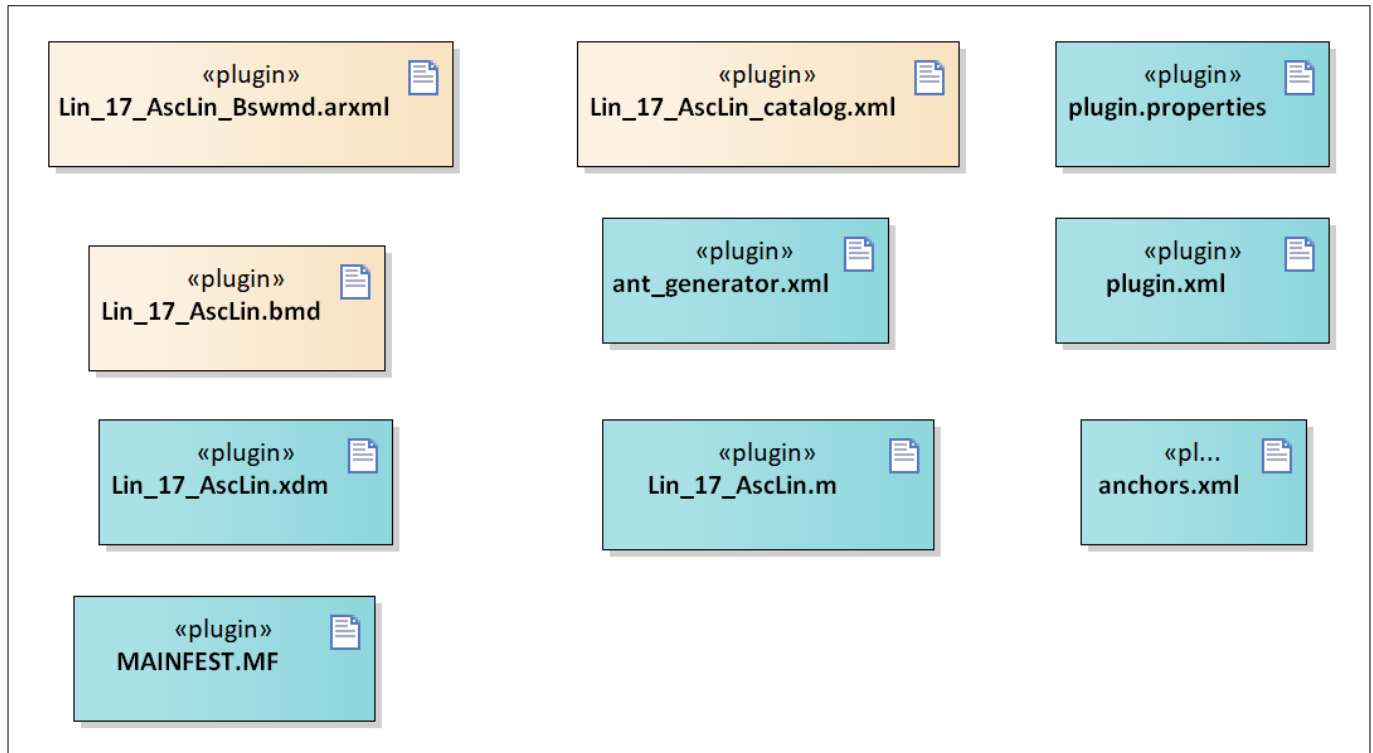 «plugin»
Lin_17_AscLin_Bswmd.arxml
«plugin»
Lin_17_AscLin_catalog.xml
«plugin»
plugin.properties
«plugin»
Lin_17_AscLin.bmd
«plugin»
ant_generator.xml
«plugin»
plugin.xml
«plugin»
Lin_17_AscLin.xdm
«plugin»
Lin_17_AscLin.m
«pl...
anchors.xml
«plugin»
MAINFEST.MF